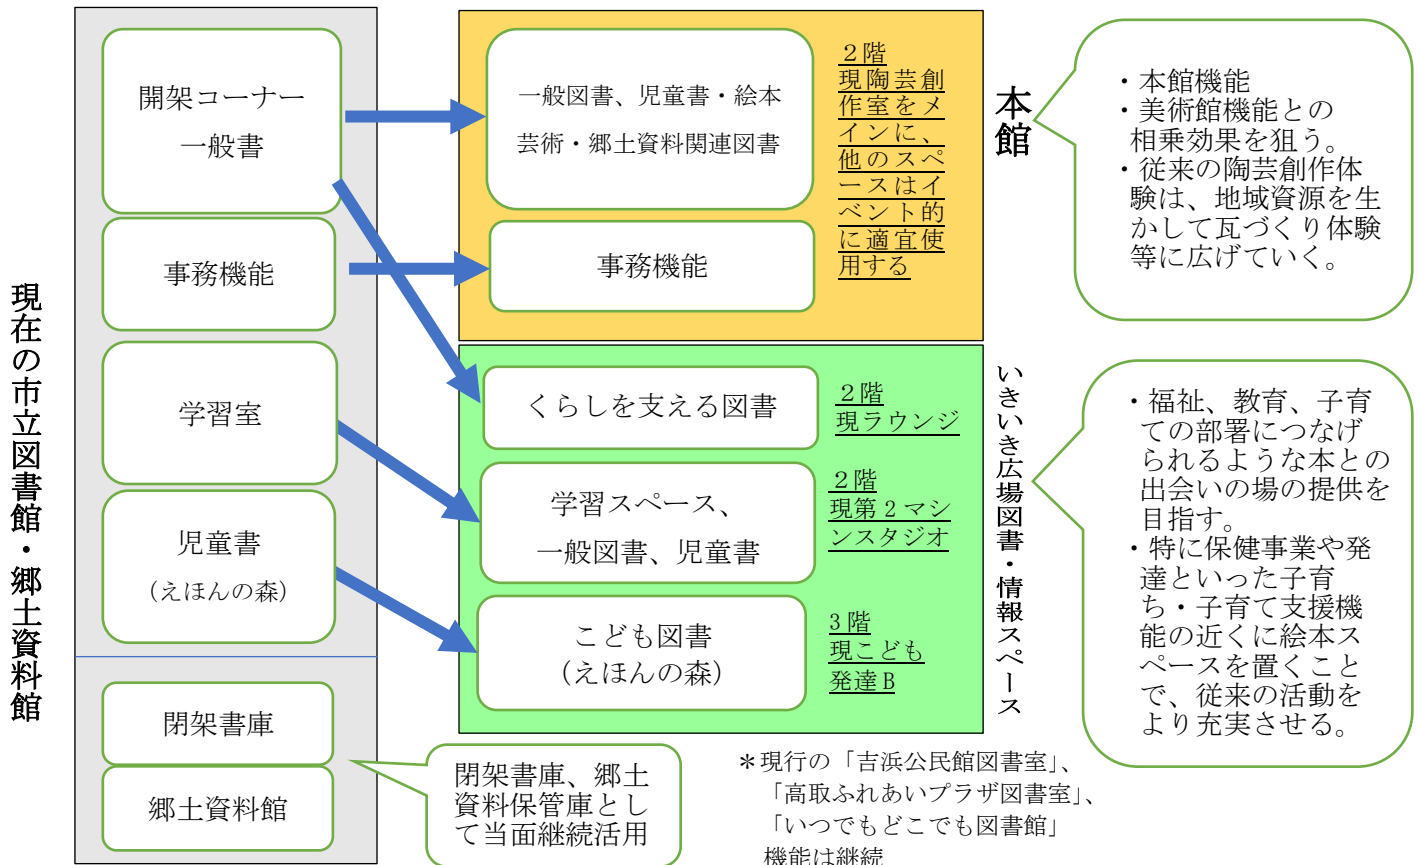 現在の市立図書館・郷土資料館
開架コーナー
一般書
事務機能
学習室
児童書
(えほんの森)
閉架書庫
郷土資料館
一般図書、児童書・絵本
芸術・郷土資料関連図書
事務機能
２階
現陶芸創
作室をメ
インに、
他のスペ
ースはイ
ベント的
に適宜使
用する
本館
・本館機能
・美術館機能との
相乗効果を狙う。
・従来の陶芸創作体
験は、地域資源を生
かして瓦づくり体験
等に広げていく。
くらしを支える図書
２階
現ラウンジ
学習スペース、
一般図書、児童書
２階
現第２マシ
ンスタジオ
こども図書
(えほんの森)
3階
現こども
発達B
いきいき広場図書・情報スペース
・福祉、教育、子育
ての部署につなげ
られるような本との
出会いの場の提供を
目指す。
・特に保健事業や発
達といった子育
ち・子育て支援機
能の近くに絵本ス
ペースを置くこと
で、従来の活動を
より充実させる。
閉架書庫、郷土
資料保管庫とし
て当面継続活用
＊現行の「吉浜公民館図書室」、
「高取ふれあいプラザ図書室」、
「いつでもどこでも図書館」
機能は継続